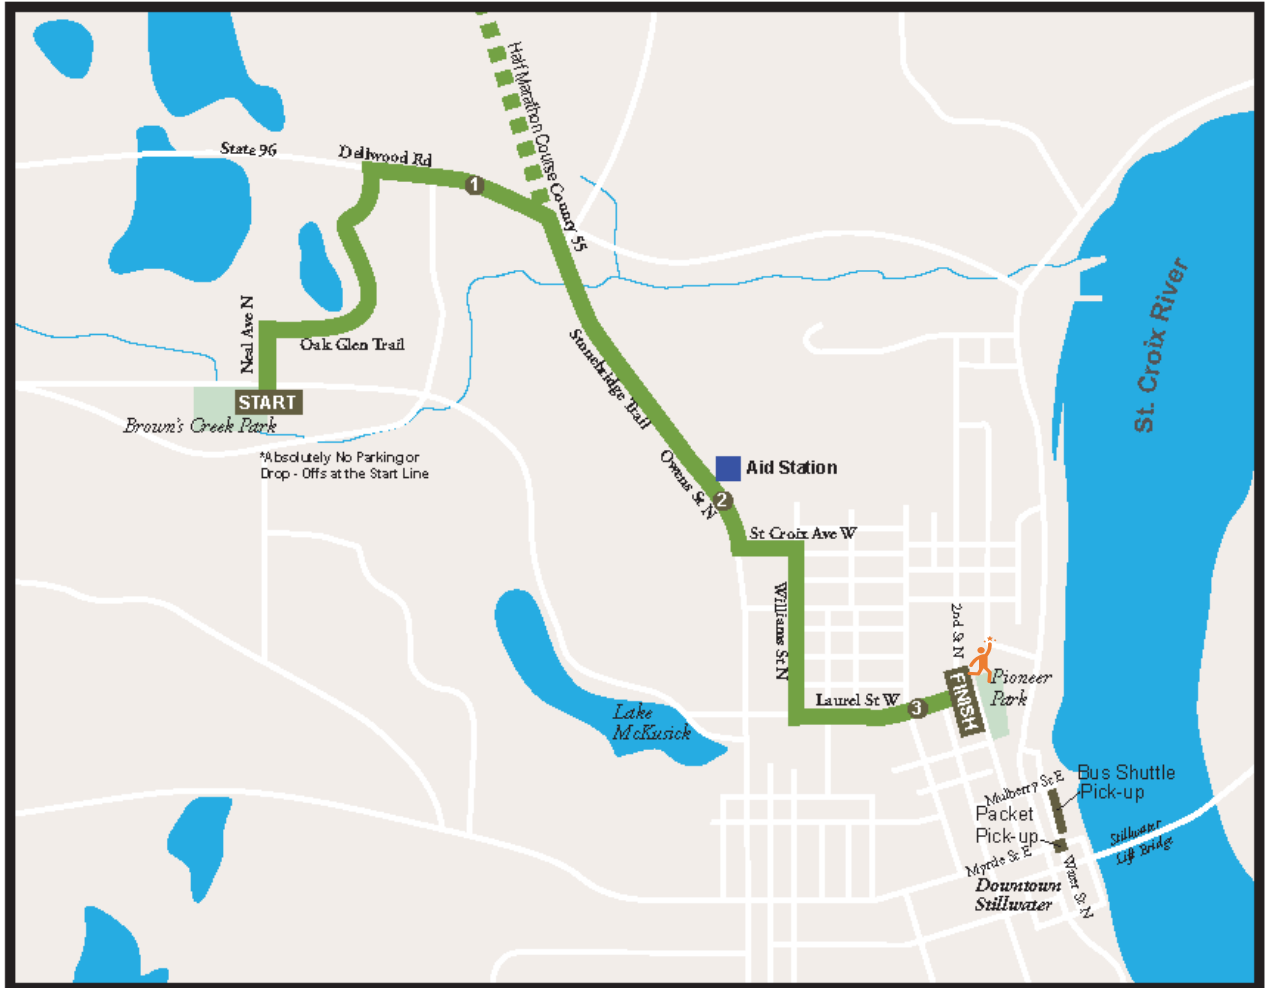 Half Marathon Course
State 96
Dellwood Rd
1
County 55
St. Croix River
Neal Ave N
Oak Glen Trail
Stonebridge Trail
START
Brown's Creek Park
*Absolutely No Parking or
Drop - Offs at the Start Line
Owens St N
Aid Station
2
St Croix Ave W
Williams St N
2nd St N
Laurel St W
3
FINISH
Pioneer
Park
Lake
McKusick
Mulberry St E
Bus Shuttle
Pick-up
Packet
Pick-up
Myrtle St E
Stillwater
Lift Bridge
Water St N
Downtown
Stillwater